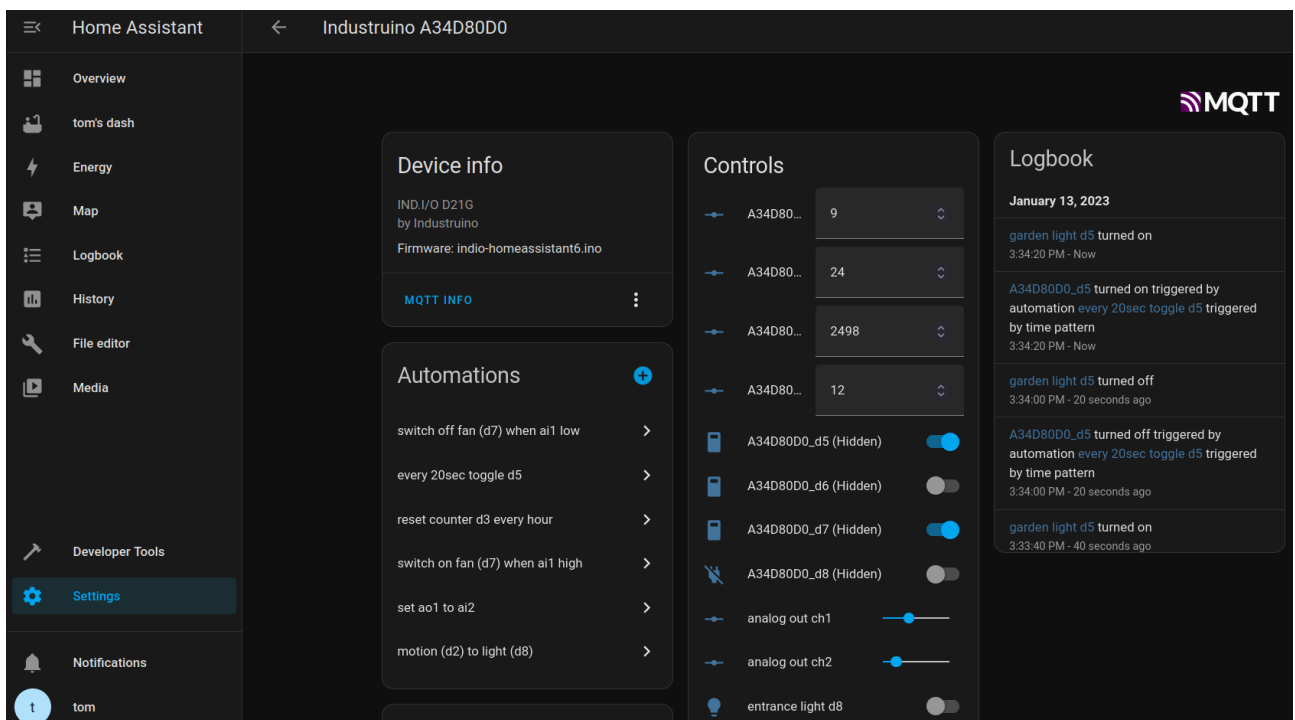 Home Assistant
Industruino A34D80D0
Overview
tom's dash
Energy
Map
Logbook
History
File editor
Media
Developer Tools
Settings
Notifications
t
tom
MQTT
Device info
IND.I/O D21G
by Industruino
Firmware: indio-homeassistant6.ino
MQTT INFO
Automations
switch off fan (d7) when ai1 low
every 20sec toggle d5
reset counter d3 every hour
switch on fan (d7) when ai1 high
set ao1 to ai2
motion (d2) to light (d8)
Controls
A34D80... 9
A34D80... 24
A34D80... 2498
A34D80... 12
A34D80D0_d5 (Hidden)
A34D80D0_d6 (Hidden)
A34D80D0_d7 (Hidden)
A34D80D0_d8 (Hidden)
analog out ch1
analog out ch2
entrance light d8
Logbook
January 13, 2023
garden light d5 turned on
3:34:20 PM - Now
A34D80D0_d5 turned on triggered by
automation every 20sec toggle d5 triggered
by time pattern
3:34:20 PM - Now
garden light d5 turned off
3:34:00 PM - 20 seconds ago
A34D80D0_d5 turned off triggered by
automation every 20sec toggle d5 triggered
by time pattern
3:34:00 PM - 20 seconds ago
garden light d5 turned on
3:33:40 PM - 40 seconds ago